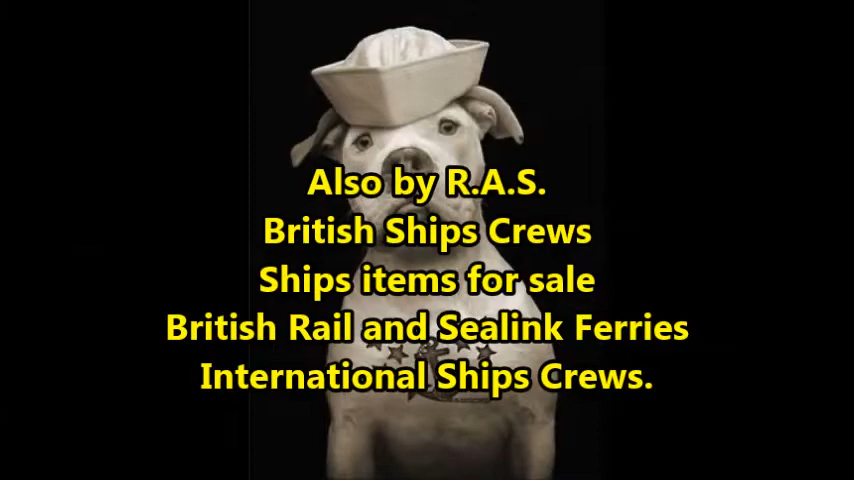 Also by R.A.S.
British Ships Crews
Ships items for sale
British Rail and Sealink Ferries
International Ships Crews.